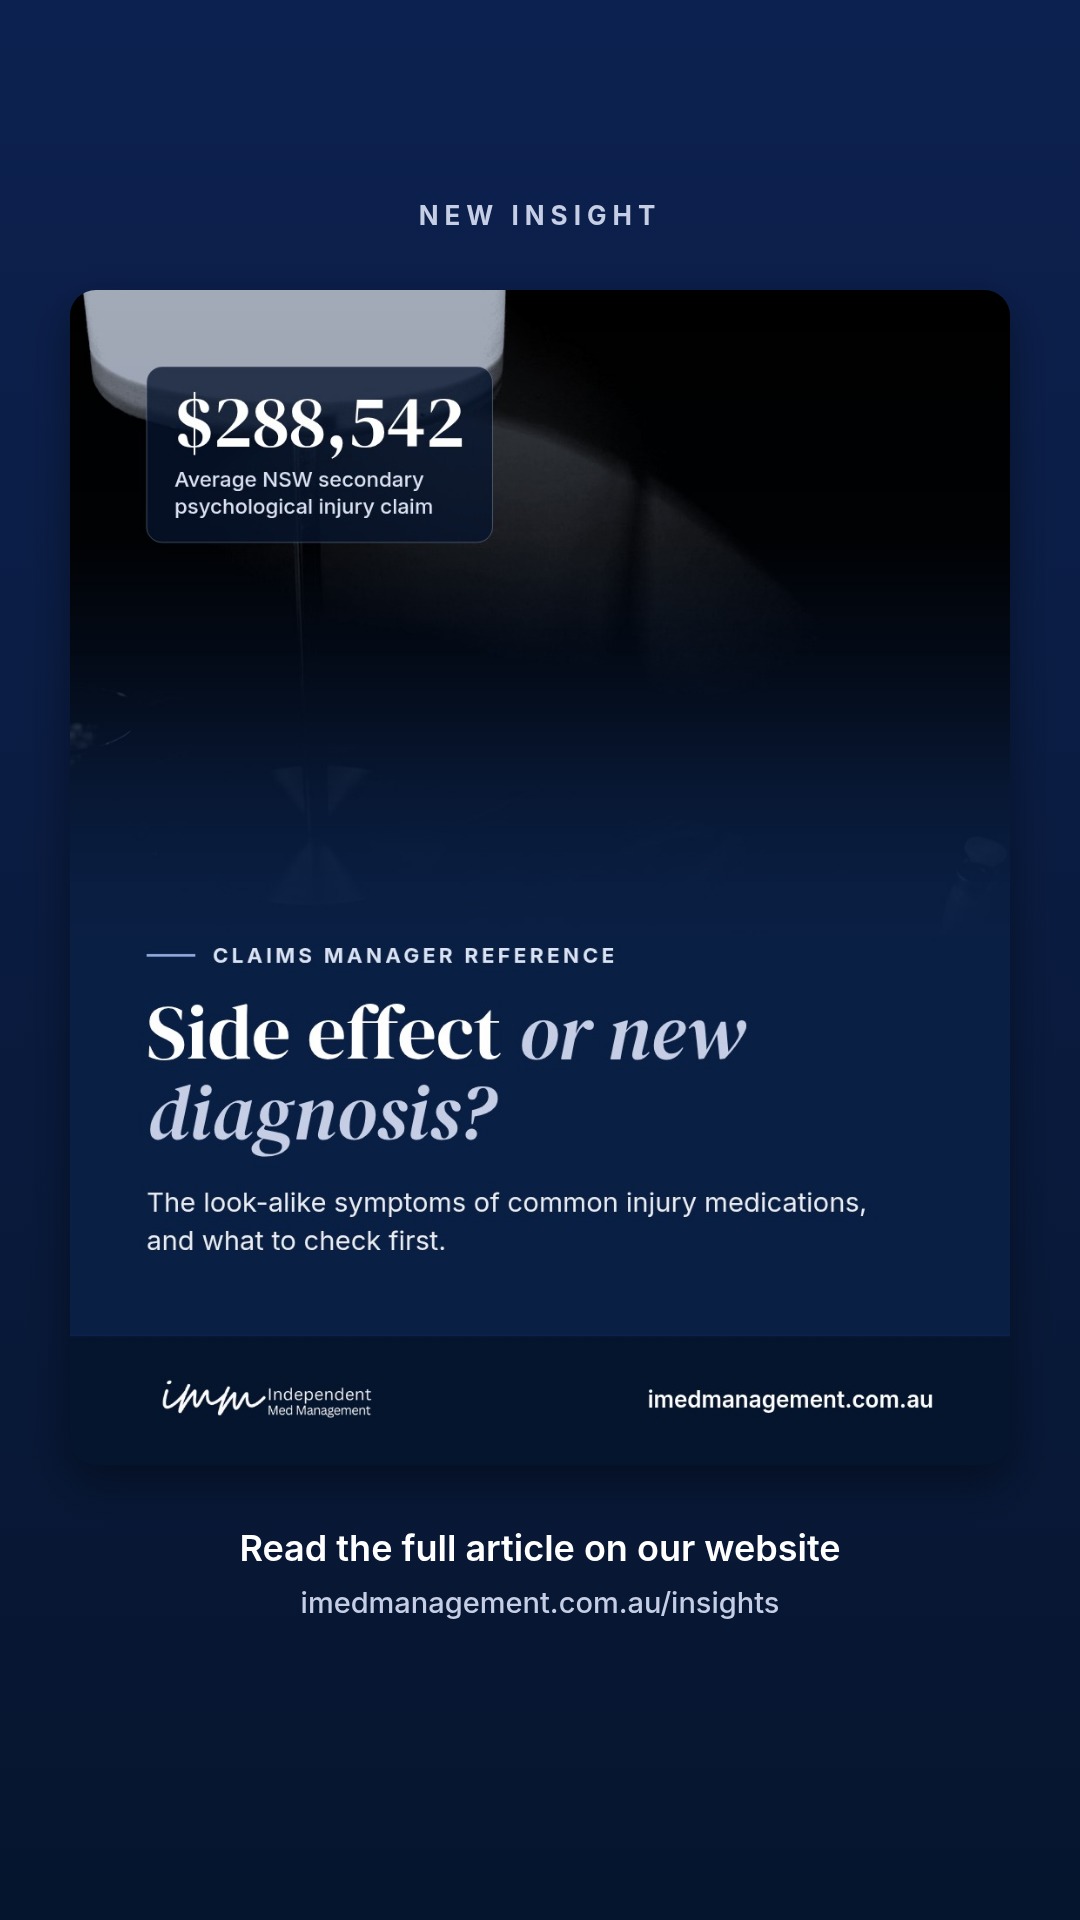 NEW INSIGHT
$288,542
Average NSW secondary
psychological injury claim
CLAIMS MANAGER REFERENCE
Side effect or new
diagnosis?
The look-alike symptoms of common injury medications,
and what to check first.
imm Independent
Med Management
imedmanagement.com.au
Read the full article on our website
imedmanagement.com.au/insights